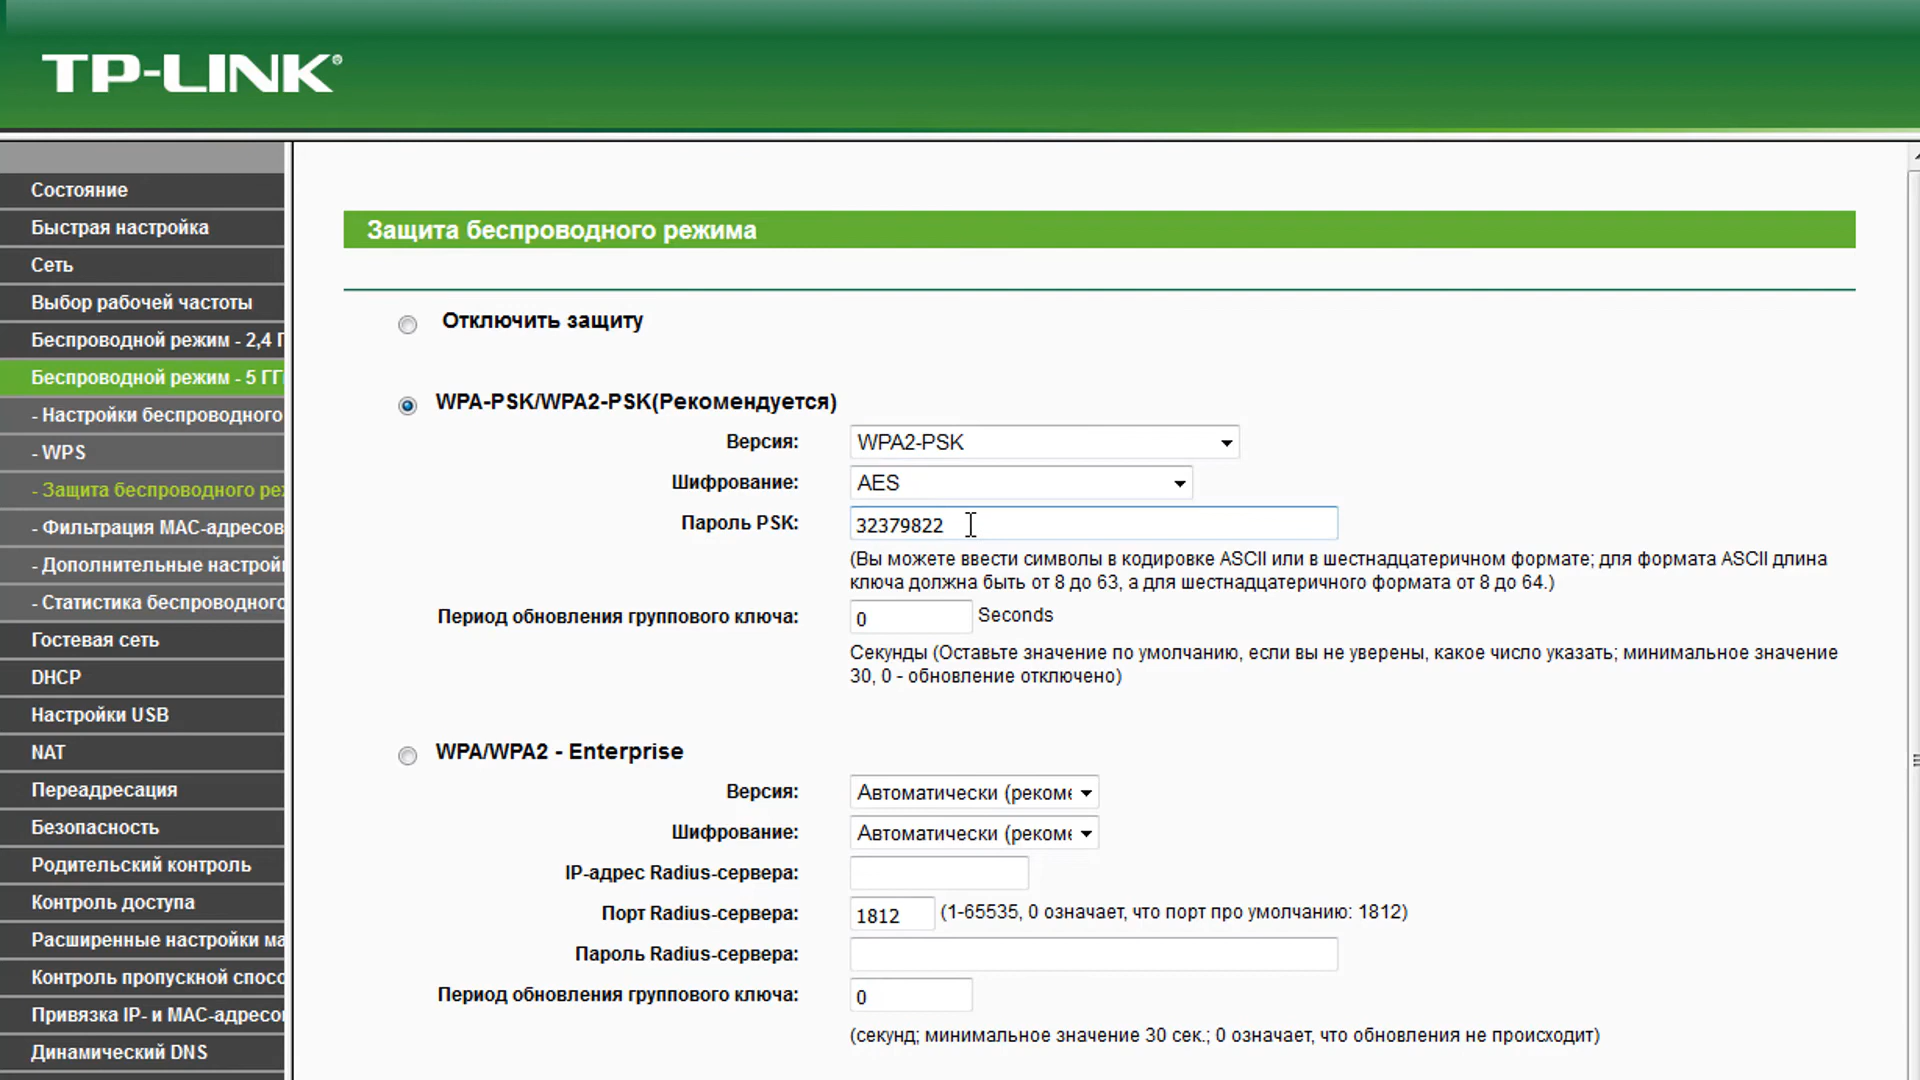 TP-LINK®
Состояние
Быстрая настройка
Сеть
Выбор рабочей частоты
Беспроводной режим - 2,4 Г
Беспроводной режим - 5 ГГ
- Настройки беспроводного
- WPS
- Защита беспроводного ре
- Фильтрация MAC-адресов
- Дополнительные настрой
- Статистика беспроводного
Гостевая сеть
DHCP
Настройки USB
NAT
Переадресация
Безопасность
Родительский контроль
Контроль доступа
Расширенные настройки ма
Контроль пропускной спосо
Привязка IP- и MAC-адресо
Динамический DNS
Защита беспроводного режима
Отключить защиту
WPA-PSK/WPA2-PSK(Рекомендуется)
Версия: WPA2-PSK
Шифрование: AES
Пароль PSK: 32379822
(Вы можете ввести символы в кодировке ASCII или в шестнадцатеричном формате; для формата ASCII длина
ключа должна быть от 8 до 63, а для шестнадцатеричного формата от 8 до 64.)
Период обновления группового ключа: 0 Seconds
Секунды (Оставьте значение по умолчанию, если вы не уверены, какое число указать; минимальное значение
30, 0 - обновление отключено)
WPA/WPA2 - Enterprise
Версия: Автоматически (реком
Шифрование: Автоматически (реком
IP-адрес Radius-сервера:
Порт Radius-сервера: 1812 (1-65535, 0 означает, что порт про умолчанию: 1812)
Пароль Radius-сервера:
Период обновления группового ключа: 0
(секунд; минимальное значение 30 сек.; 0 означает, что обновления не происходит)